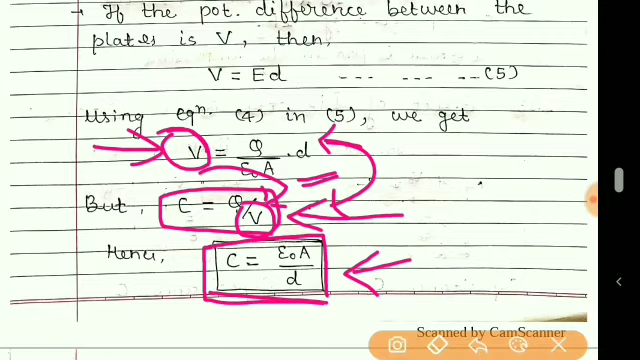 → If the pot. difference between the
plates is V, then,
V = Ed --- --- --- (5)
Using eqⁿ. (4) in (5), we get
V = Q/ε₀A . d
But, C = Q/V
Hence, C = ε₀A/d
Scanned by CamScanner